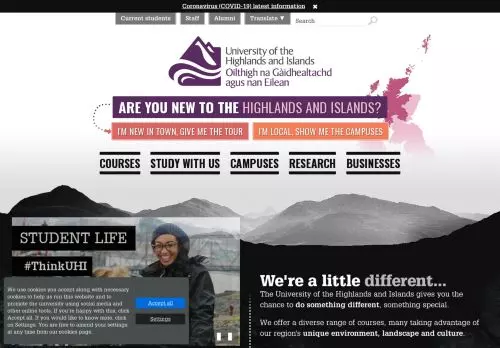 Coronavirus (COVID-19) latest information ✖
Current students
Staff
Alumni
Translate ▼
Search
University of the
Highlands and Islands
Oilthigh na Gàidhealtachd
agus nan Eilean
ARE YOU NEW TO THE HIGHLANDS AND ISLANDS?
I'M NEW IN TOWN, GIVE ME THE TOUR
I'M LOCAL, SHOW ME THE CAMPUSES
COURSES
STUDY WITH US
CAMPUSES
RESEARCH
BUSINESSES
STUDENT LIFE
#ThinkUHI
We use cookies you accept along with necessary
cookies to help us run this website and to
promote the university using social media and
other online tools. If you're happy with this, click
Accept all. If you would like to know more, click
on Settings. You are free to amend your settings
at any time from our cookies page.
Accept all
Settings
We're a little different...
The University of the Highlands and Islands gives you the
chance to do something different, something special.
We offer a diverse range of courses, many taking advantage of
our region's unique environment, landscape and culture.